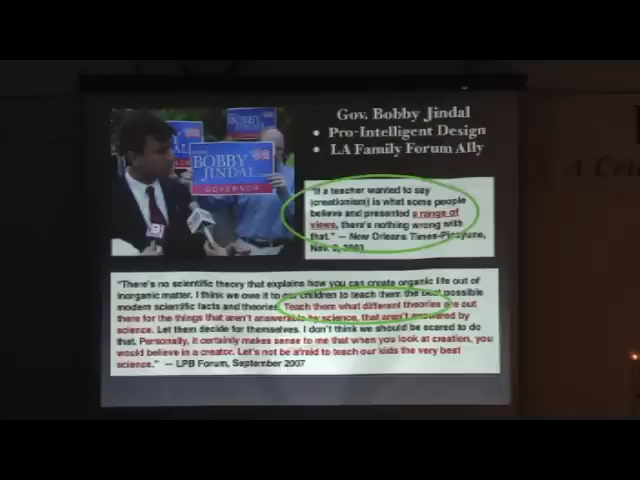 Gov. Bobby Jindal
• Pro-Intelligent Design
• LA Family Forum Ally
BOBBY
JINDAL
GOVERNOR
"If a teacher wanted to say
(creationism) is what some people
believe and presented a range of
views, there's nothing wrong with
that." — New Orleans Times-Picayune,
Nov. 2, 2003
"There's no scientific theory that explains how you can create organic life out of
inorganic matter. I think we owe it to our children to teach them the best possible
modern scientific facts and theories. Teach them what different theories are out
there for the things that aren't answerable by science, that aren't answered by
science. Let them decide for themselves. I don't think we should be scared to do
that. Personally, it certainly makes sense to me that when you look at creation, you
would believe in a creator. Let's not be afraid to teach our kids the very best
science." — LPB Forum, September 2007
A Cen